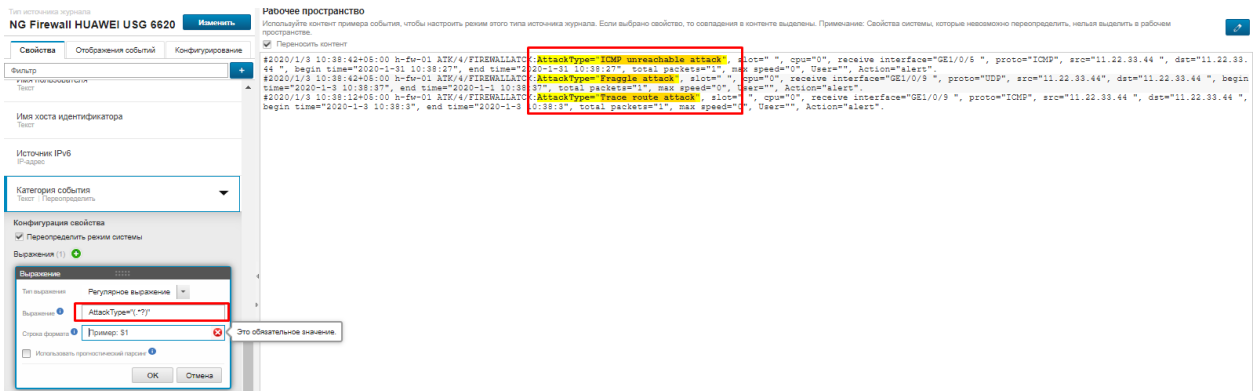 Тип источника журнала
NG Firewall HUAWEI USG 6620
Изменить
Свойства
Отображения событий
Конфигурирование
Фильтр
Имя пользователя
Текст
Имя хоста идентификатора
Текст
Источник IPv6
IP-адрес
Категория события
Текст | Переопределить
Конфигурация свойства
Переопределить режим системы
Выражения (1)
Выражение
Тип выражения
Регулярное выражение
Выражение
AttackType="(.*?)"
Строка формата
Пример: $1
Это обязательное значение.
Использовать прогностический парсинг
OK
Отмена
Рабочее пространство
Используйте контент примера события, чтобы настроить режим этого типа источника журнала. Если выбрано свойство, то совпадения в контенте выделены. Примечание: Свойства системы, которые невозможно переопределить, нельзя выделить в рабочем
пространстве.
Переносить контент
#2020/1/3 10:38:42+05:00 h-fw-01 ATK/4/FIREWALLATCK:AttackType="ICMP unreachable attack", slot=" ", cpu="0", receive interface="GE1/0/5 ", proto="ICMP", src="11.22.33.44 ", dst="11.22.33.
44 ", begin time="2020-1-31 10:38:27", end time="2020-1-31 10:38:27", total packets="1", max speed="0", User="", Action="alert".
#2020/1/3 10:38:42+05:00 h-fw-01 ATK/4/FIREWALLATCK:AttackType="Fraggle attack", slot=" ", cpu="0", receive interface="GE1/0/9 ", proto="UDP", src="11.22.33.44", dst="11.22.33.44 ", begin
time="2020-1-3 10:38:37", end time="2020-1-1 10:38:37", total packets="1", max speed="0", User="", Action="alert".
#2020/1/3 10:38:42+05:00 h-fw-01 ATK/4/FIREWALLATCK:AttackType="Trace route attack", slot=" ", cpu="0", receive interface="GE1/0/9 ", proto="ICMP", src="11.22.33.44 ", dst="11.22.33.44 ",
begin time="2020-1-3 10:38:3", end time="2020-1-3 10:38:3", total packets="1", max speed="0", User="", Action="alert".